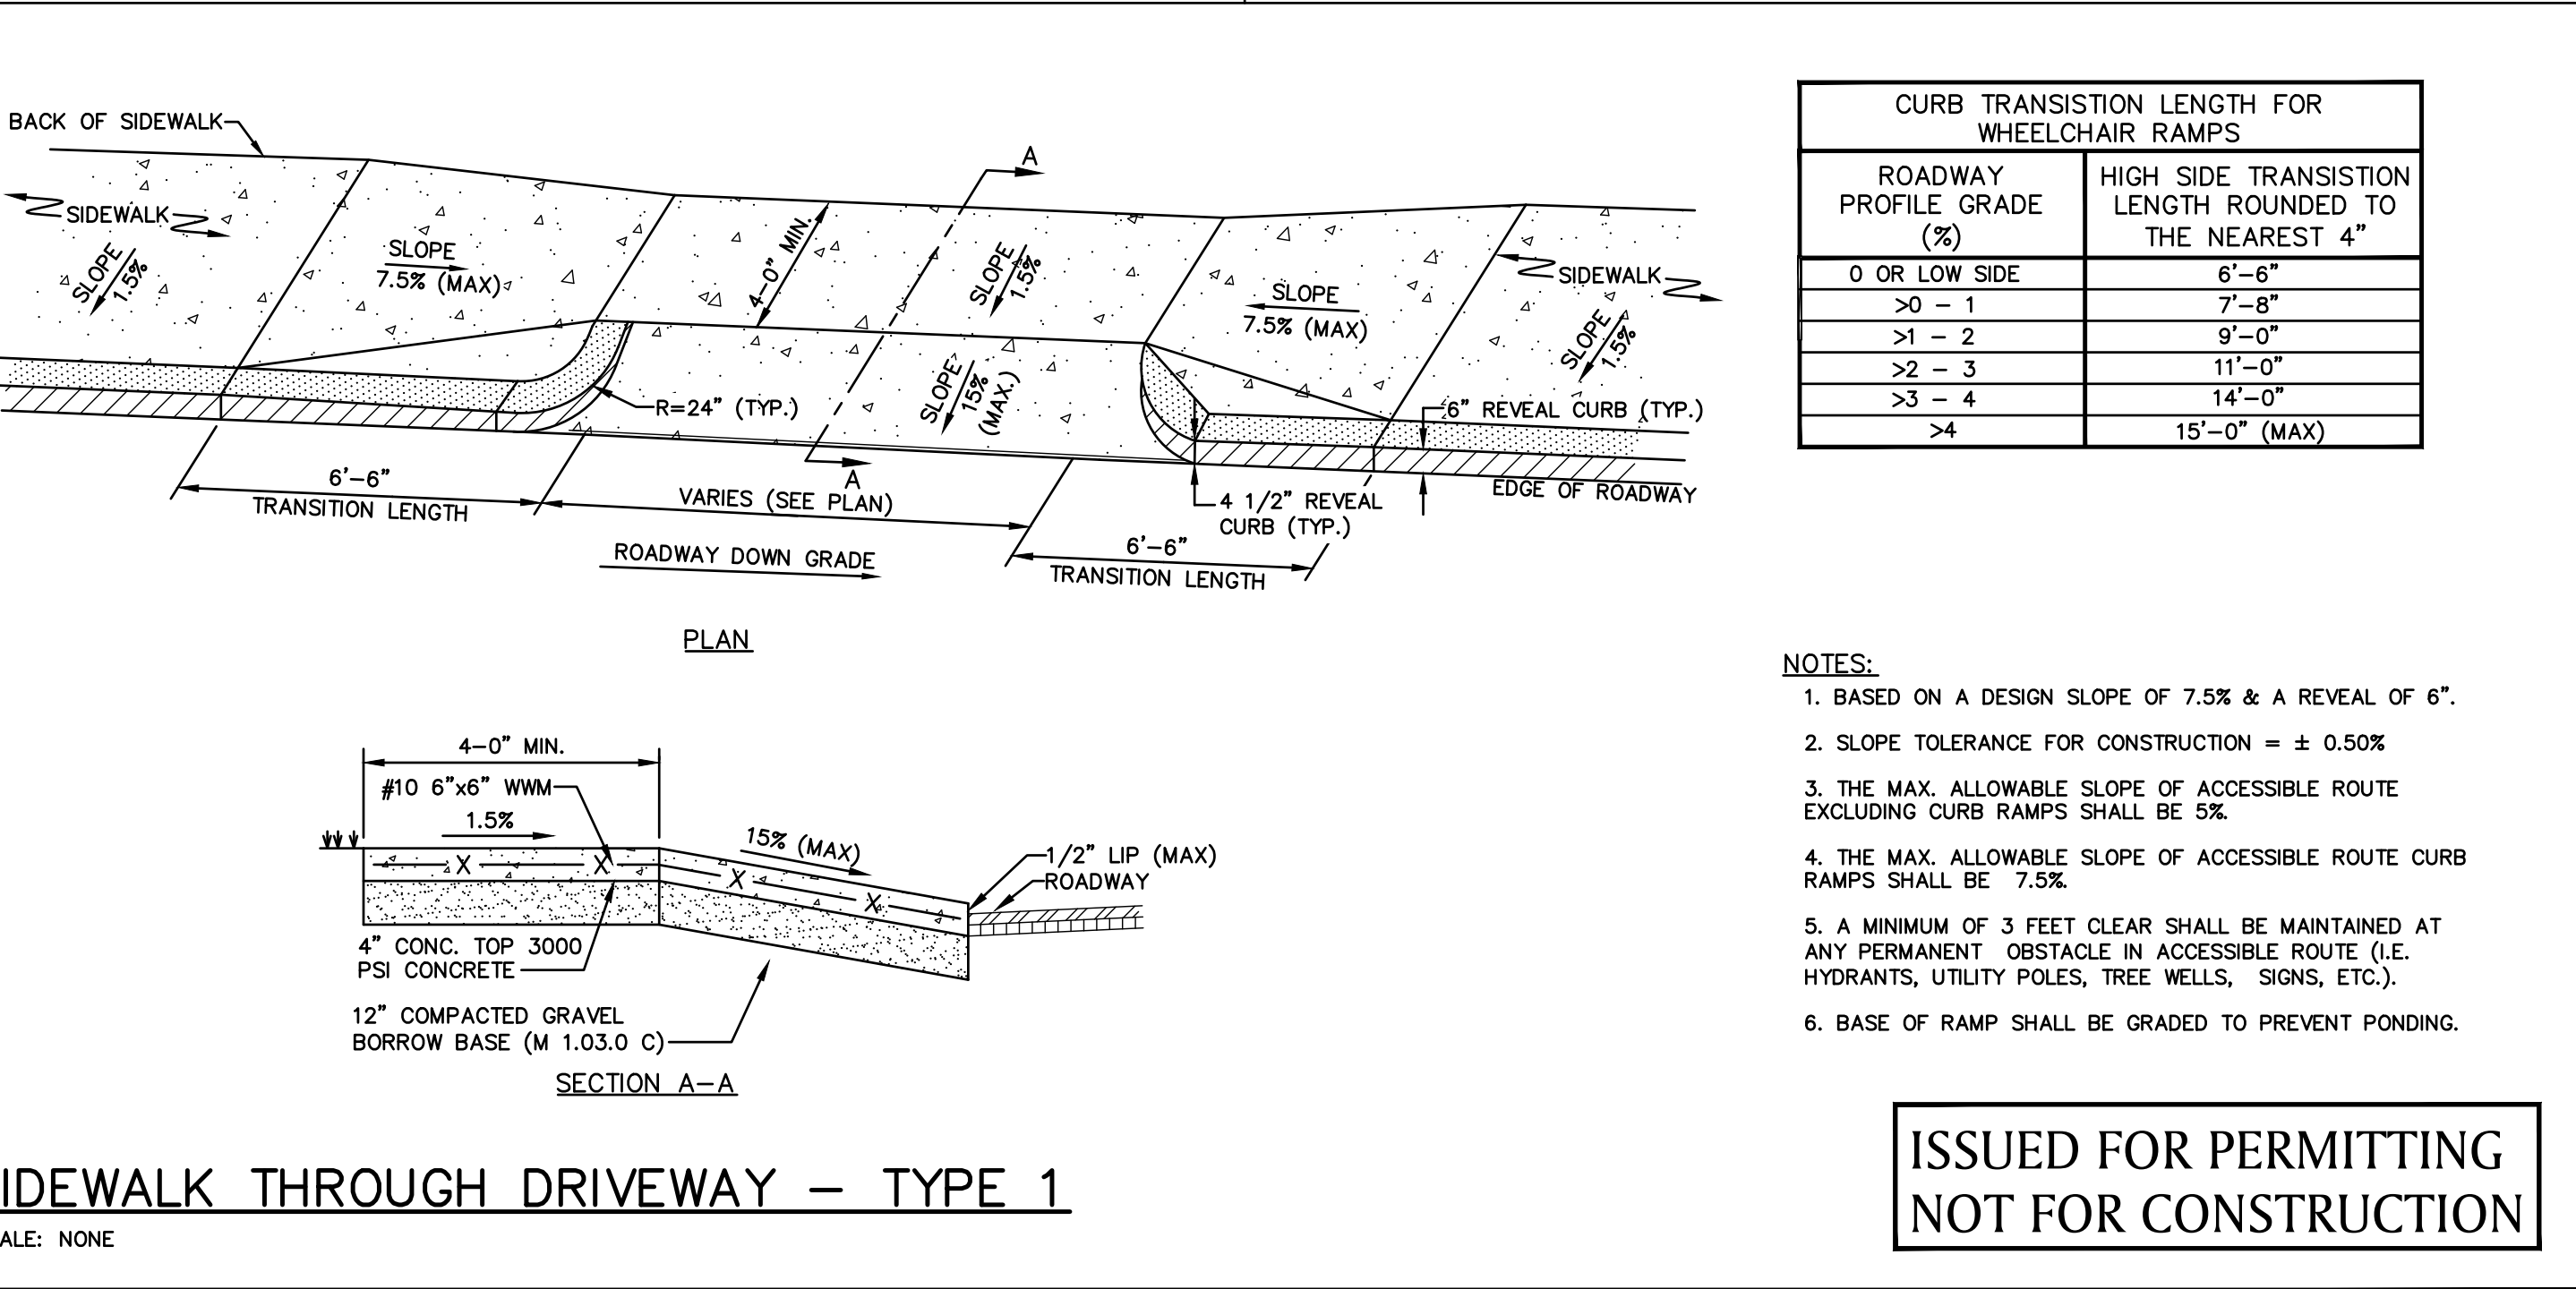 BACK OF SIDEWALK
SIDEWALK
SLOPE
1.5%
SLOPE
7.5% (MAX)
4-0" MIN.
A
SLOPE
1.5%
SLOPE
15%
(MAX.)
SLOPE
7.5% (MAX)
SIDEWALK
SLOPE
1.5%
R=24" (TYP.)
6" REVEAL CURB (TYP.)
A
6'-6"
TRANSITION LENGTH
VARIES (SEE PLAN)
4 1/2" REVEAL
CURB (TYP.)
EDGE OF ROADWAY
6'-6"
TRANSITION LENGTH
ROADWAY DOWN GRADE
PLAN
CURB TRANSISTION LENGTH FOR
WHEELCHAIR RAMPS
ROADWAY
PROFILE GRADE
(%)
HIGH SIDE TRANSISTION
LENGTH ROUNDED TO
THE NEAREST 4"
0 OR LOW SIDE 6'-6"
>0 - 1 7'-8"
>1 - 2 9'-0"
>2 - 3 11'-0"
>3 - 4 14'-0"
>4 15'-0" (MAX)
4-0" MIN.
#10 6"x6" WWM
1.5%
15% (MAX)
X X X X
1/2" LIP (MAX)
ROADWAY
4" CONC. TOP 3000
PSI CONCRETE
12" COMPACTED GRAVEL
BORROW BASE (M 1.03.0 C)
SECTION A-A
NOTES:
1. BASED ON A DESIGN SLOPE OF 7.5% & A REVEAL OF 6".
2. SLOPE TOLERANCE FOR CONSTRUCTION = ± 0.50%
3. THE MAX. ALLOWABLE SLOPE OF ACCESSIBLE ROUTE
EXCLUDING CURB RAMPS SHALL BE 5%.
4. THE MAX. ALLOWABLE SLOPE OF ACCESSIBLE ROUTE CURB
RAMPS SHALL BE 7.5%.
5. A MINIMUM OF 3 FEET CLEAR SHALL BE MAINTAINED AT
ANY PERMANENT OBSTACLE IN ACCESSIBLE ROUTE (I.E.
HYDRANTS, UTILITY POLES, TREE WELLS, SIGNS, ETC.).
6. BASE OF RAMP SHALL BE GRADED TO PREVENT PONDING.
IDEWALK THROUGH DRIVEWAY - TYPE 1
ALE: NONE
ISSUED FOR PERMITTING
NOT FOR CONSTRUCTION